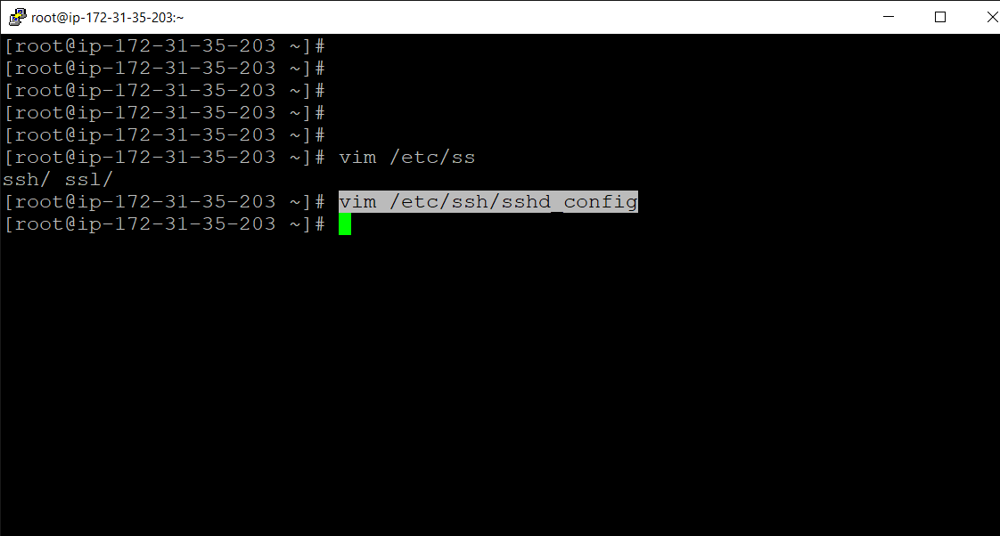 root@ip-172-31-35-203:~
[root@ip-172-31-35-203 ~]#
[root@ip-172-31-35-203 ~]#
[root@ip-172-31-35-203 ~]#
[root@ip-172-31-35-203 ~]#
[root@ip-172-31-35-203 ~]#
[root@ip-172-31-35-203 ~]# vim /etc/ss
ssh/ ssl/
[root@ip-172-31-35-203 ~]# vim /etc/ssh/sshd_config
[root@ip-172-31-35-203 ~]#